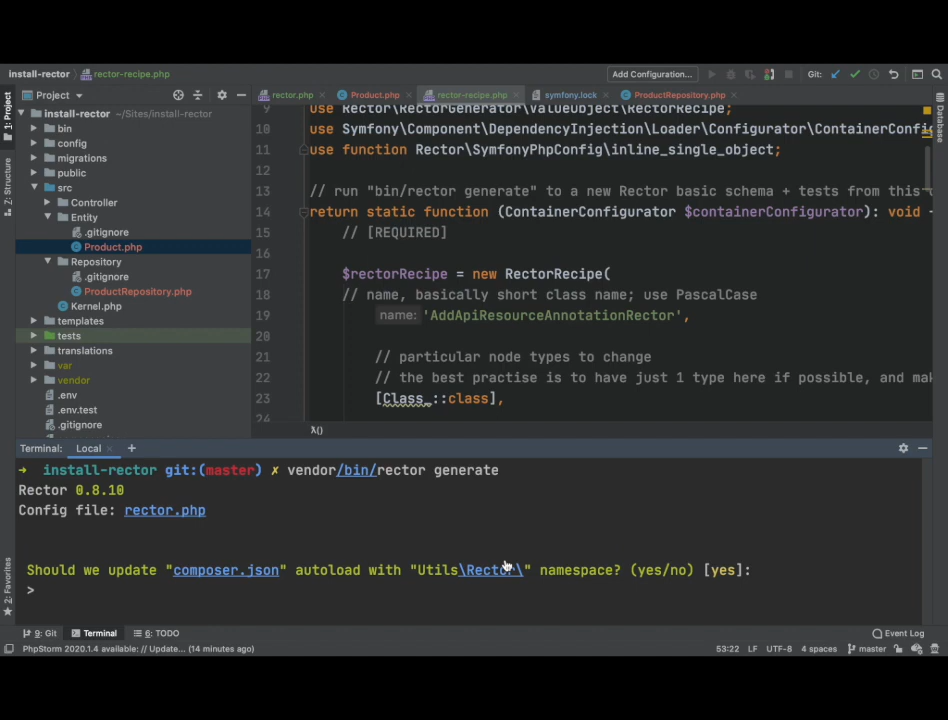 install-rector rector-recipe.php Add Configuration... Git:
Project rector.php Product.php rector-recipe.php symfony.lock ProductRepository.php
install-rector ~/Sites/install-rector
bin
config
migrations
public
src
Controller
Entity
.gitignore
Product.php
Repository
.gitignore
ProductRepository.php
Kernel.php
templates
tests
translations
var
vendor
.env
.env.test
.gitignore
9 use Rector\RectorGenerator\ValueObject\RectorRecipe;
10 use Symfony\Component\DependencyInjection\Loader\Configurator\ContainerConfig
11 use function Rector\SymfonyPhpConfig\inline_single_object;
12
13 // run "bin/rector generate" to a new Rector basic schema + tests from this
14 return static function (ContainerConfigurator $containerConfigurator): void
15 // [REQUIRED]
16
17 $rectorRecipe = new RectorRecipe(
18 // name, basically short class name; use PascalCase
19 name: 'AddApiResourceAnnotationRector',
20
21 // particular node types to change
22 // the best practise is to have just 1 type here if possible, and mak
23 [Class_::class],
24
λ()
1: Project
Z: Structure
2: Favorites
Database
Terminal: Local +
→ install-rector git:(master) ✗ vendor/bin/rector generate
Rector 0.8.10
Config file: rector.php
Should we update "composer.json" autoload with "Utils\Rector\" namespace? (yes/no) [yes]:
>
9: Git Terminal 6: TODO Event Log
PhpStorm 2020.1.4 available: // Update... (14 minutes ago) 53:22 LF UTF-8 4 spaces master